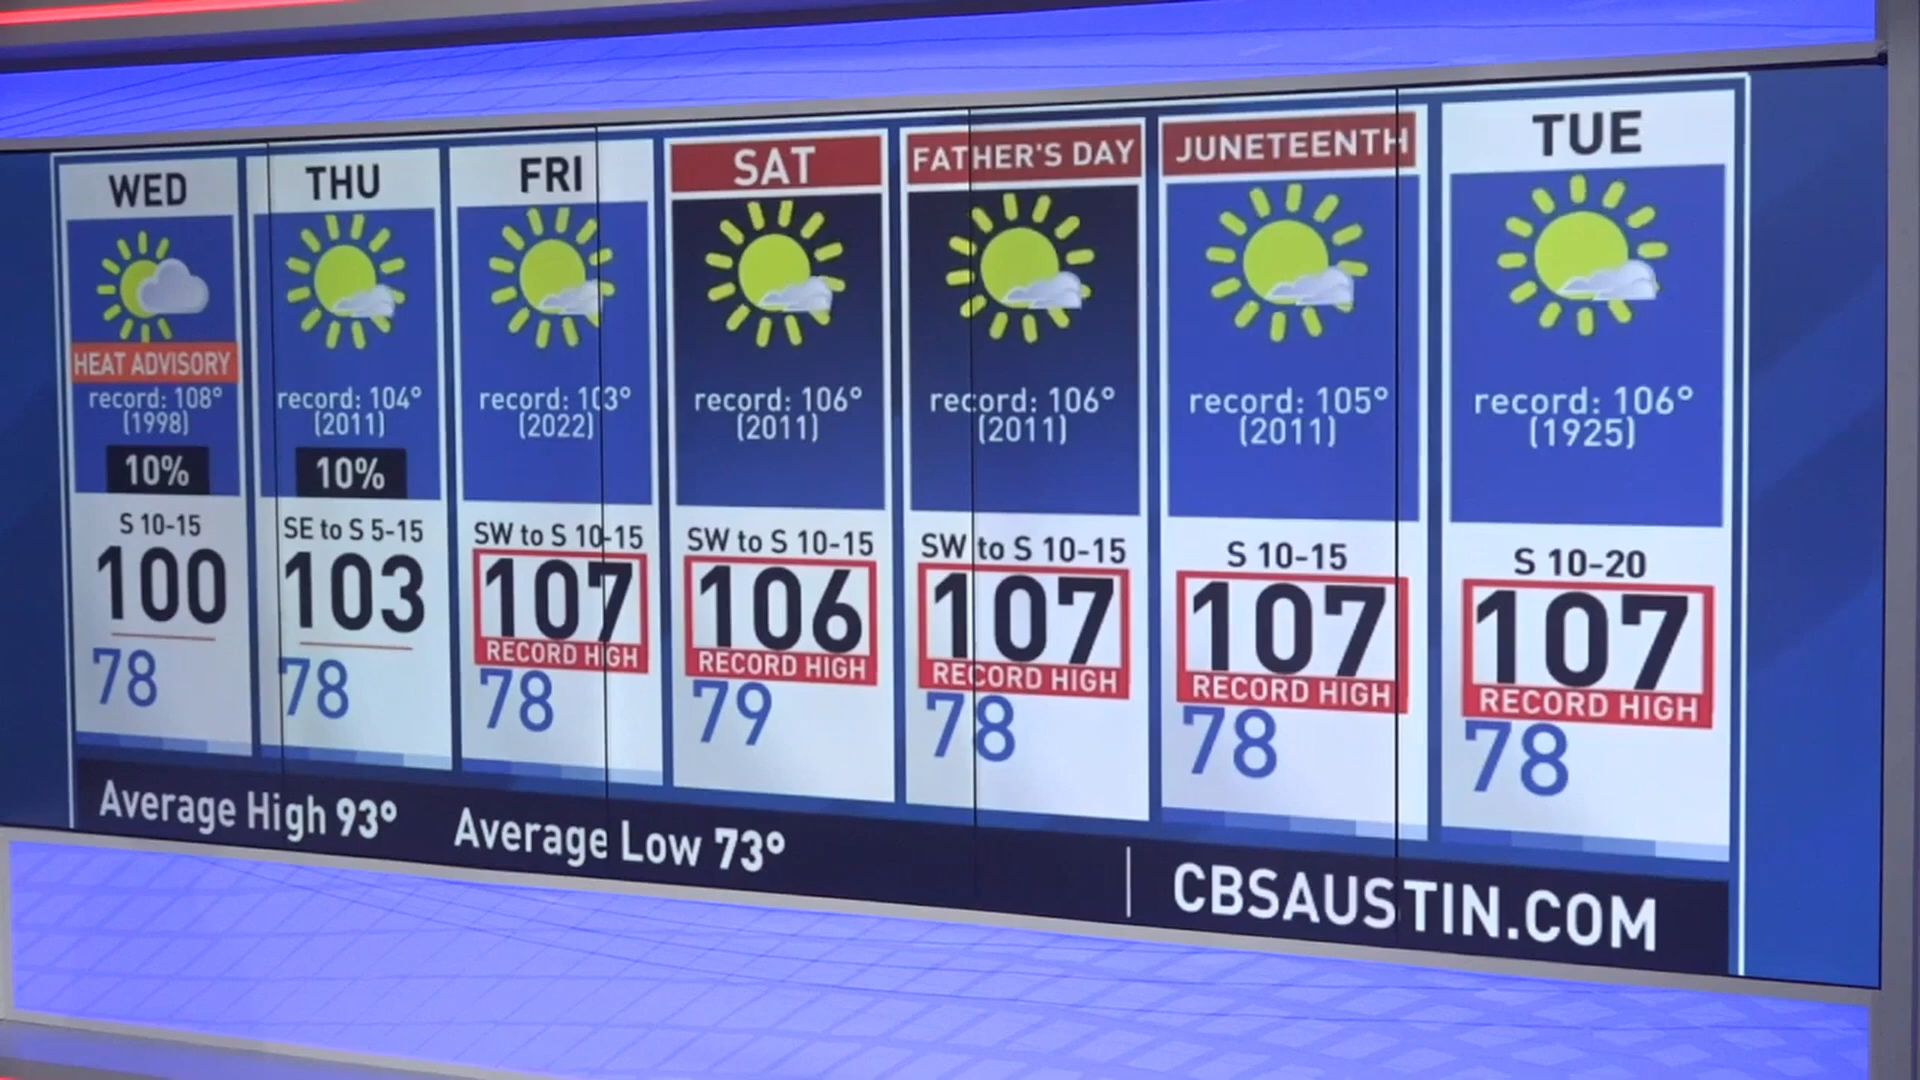 WED
HEAT ADVISORY
record: 108°
(1998)
10%
S 10-15
100
78
THU
record: 104°
(2011)
10%
SE to S 5-15
103
78
FRI
record: 103°
(2022)
SW to S 10-15
107
RECORD HIGH
78
SAT
record: 106°
(2011)
SW to S 10-15
106
RECORD HIGH
79
FATHER'S DAY
record: 106°
(2011)
SW to S 10-15
107
RECORD HIGH
78
JUNETEENTH
record: 105°
(2011)
S 10-15
107
RECORD HIGH
78
TUE
record: 106°
(1925)
S 10-20
107
RECORD HIGH
78
Average High 93° Average Low 73°
CBSAUSTIN.COM